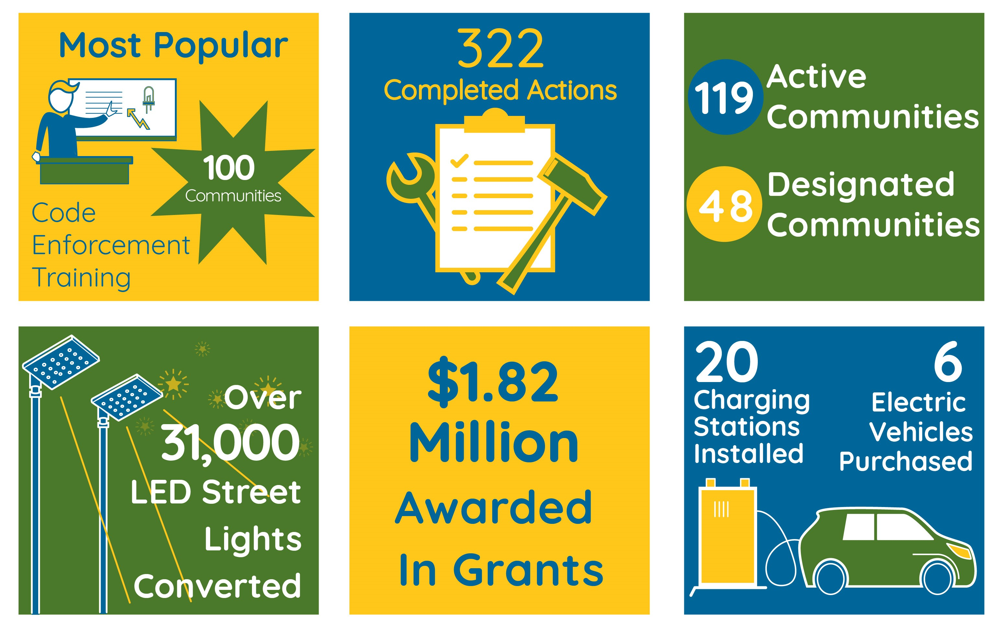 Most Popular
100
Communities
Code
Enforcement
Training
322
Completed Actions
119
Active
Communities
48
Designated
Communities
Over
31,000
LED Street
Lights
Converted
$1.82
Million
Awarded
In Grants
20
Charging
Stations
Installed
6
Electric
Vehicles
Purchased